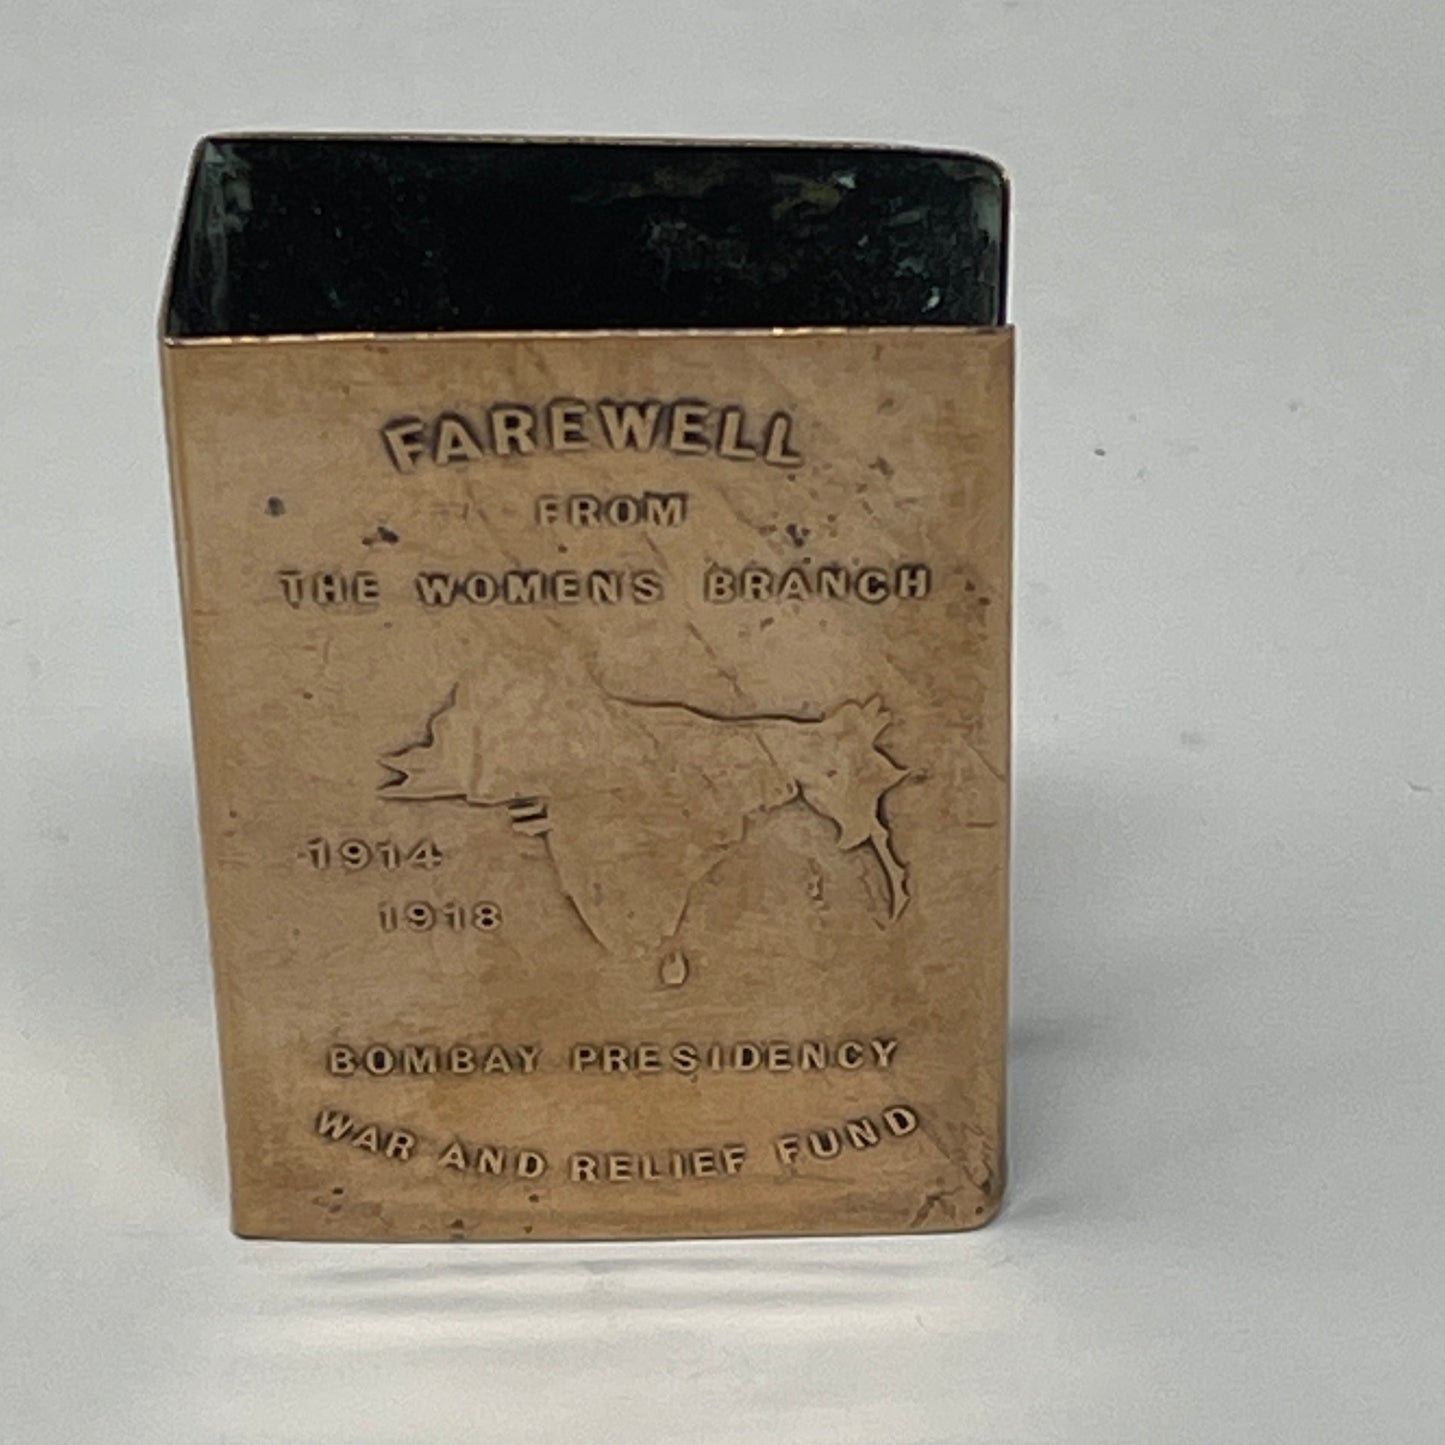 FAREWELL
FROM
THE WOMENS BRANCH
1914
1918
BOMBAY PRESIDENCY
WAR AND RELIEF FUND